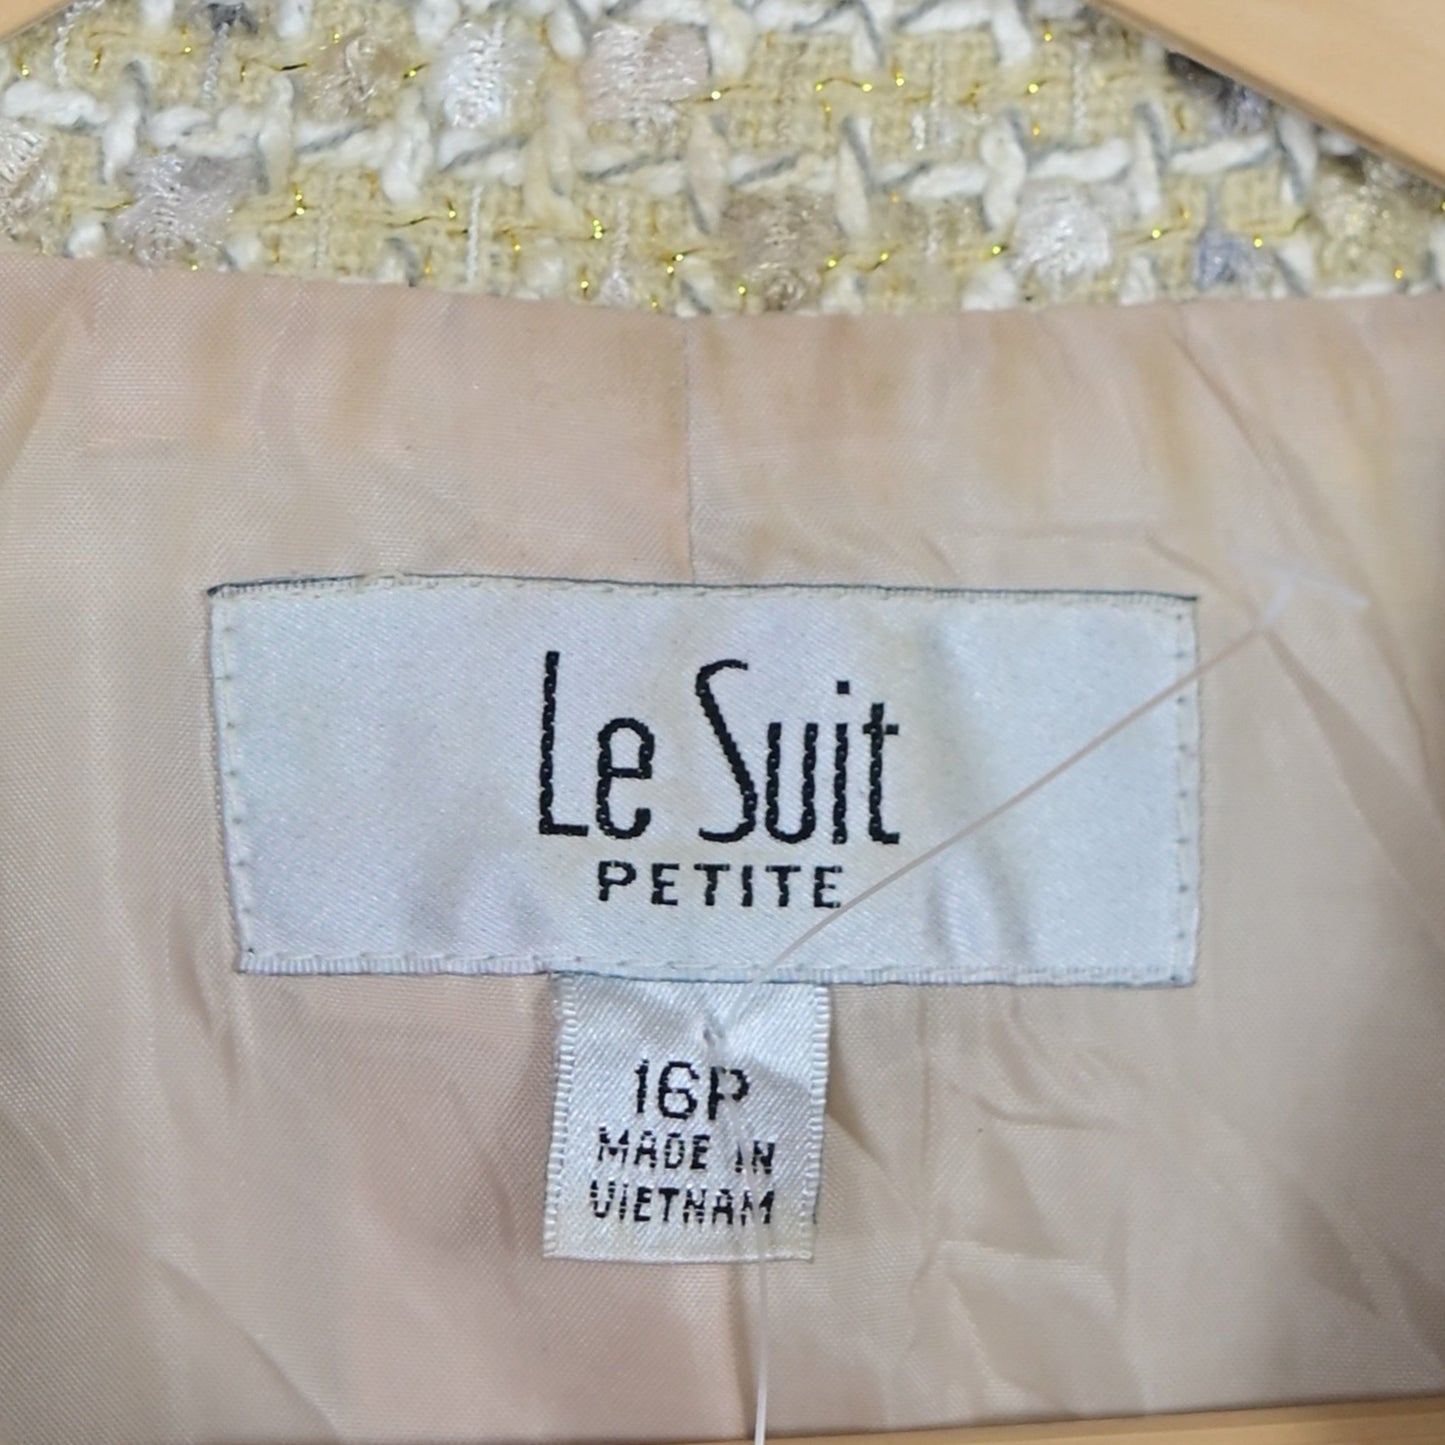 Le Suit
PETITE
16P
MADE IN
VIETNAM